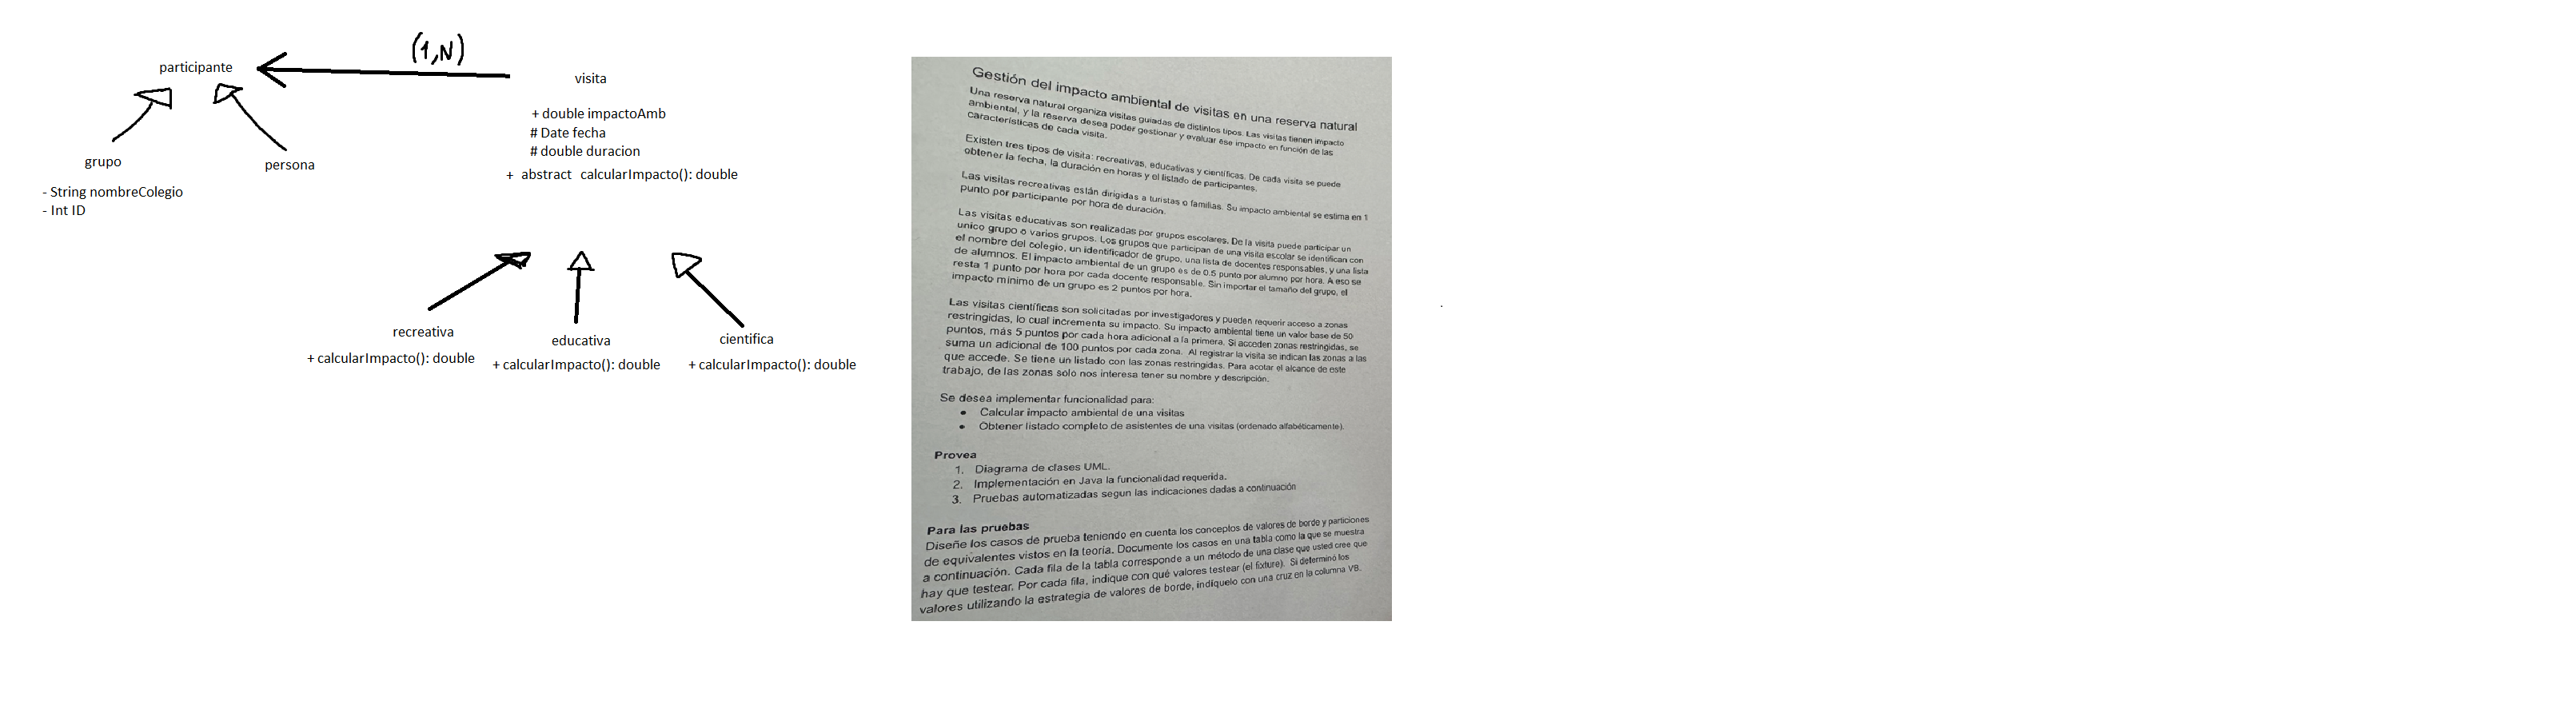 (1,N)
participante
visita
+ double impactoAmb
# Date fecha
# double duracion
+ abstract calcularImpacto(): double
grupo
persona
- String nombreColegio
- Int ID
recreativa
+ calcularImpacto(): double
educativa
+ calcularImpacto(): double
cientifica
+ calcularImpacto(): double
Gestión del impacto ambiental de visitas en una reserva natural
Una reserva natural organiza visitas guiadas de distintos tipos. Las visitas tienen impacto
ambiental, y la reserva desea poder gestionar y evaluar ese impacto en función de las
características de cada visita.
Existen tres tipos de visita: recreativas, educativas y científicas. De cada visita se puede
obtener la fecha, la duración en horas y el listado de participantes.
Las visitas recreativas están dirigidas a turistas o familias. Su impacto ambiental se estima en 1
punto por participante por hora de duración.
Las visitas educativas son realizadas por grupos escolares. De la visita puede participar un
unico grupo o varios grupos. Los grupos que participan de una visita escolar se identifican con
el nombre del colegio, un identificador de grupo, una lista de docentes responsables, y una lista
de alumnos. El impacto ambiental de un grupo es de 0.5 punto por alumno por hora. A eso se
resta 1 punto por hora por cada docente responsable. Sin importar el tamaño del grupo, el
impacto mínimo de un grupo es 2 puntos por hora.
Las visitas científicas son solicitadas por investigadores y pueden requerir acceso a zonas
restringidas, lo cual incrementa su impacto. Su impacto ambiental tiene un valor base de 50
puntos, más 5 puntos por cada hora adicional a la primera. Si acceden zonas restringidas, se
suma un adicional de 100 puntos por cada zona. Al registrar la visita se indican las zonas a las
que accede. Se tiene un listado con las zonas restringidas. Para acotar el alcance de este
trabajo, de las zonas solo nos interesa tener su nombre y descripción.
Se desea implementar funcionalidad para:
● Calcular impacto ambiental de una visitas
● Obtener listado completo de asistentes de una visitas (ordenado alfabéticamente).
Provea
1. Diagrama de clases UML.
2. Implementación en Java la funcionalidad requerida.
3. Pruebas automatizadas segun las indicaciones dadas a continuación
Para las pruebas
Diseñe los casos de prueba teniendo en cuenta los conceptos de valores de borde y particiones
de equivalentes vistos en la teoría. Documente los casos en una tabla como la que se muestra
a continuación. Cada fila de la tabla corresponde a un método de una clase que usted cree que
hay que testear. Por cada fila, indique con qué valores testear (el fixture). Si determinó los
valores utilizando la estrategia de valores de borde, indíquelo con una cruz en la columna VB.